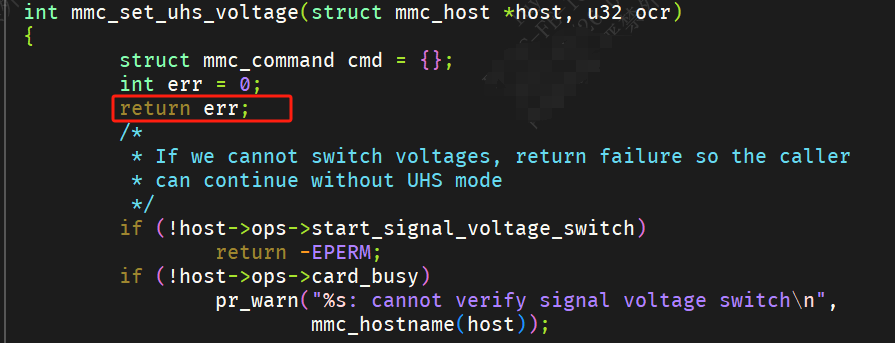 int mmc_set_uhs_voltage(struct mmc_host *host, u32 ocr)
{
struct mmc_command cmd = {};
int err = 0;
return err;
/*
* If we cannot switch voltages, return failure so the caller
* can continue without UHS mode
*/
if (!host->ops->start_signal_voltage_switch)
return -EPERM;
if (!host->ops->card_busy)
pr_warn("%s: cannot verify signal voltage switch\n",
mmc_hostname(host));